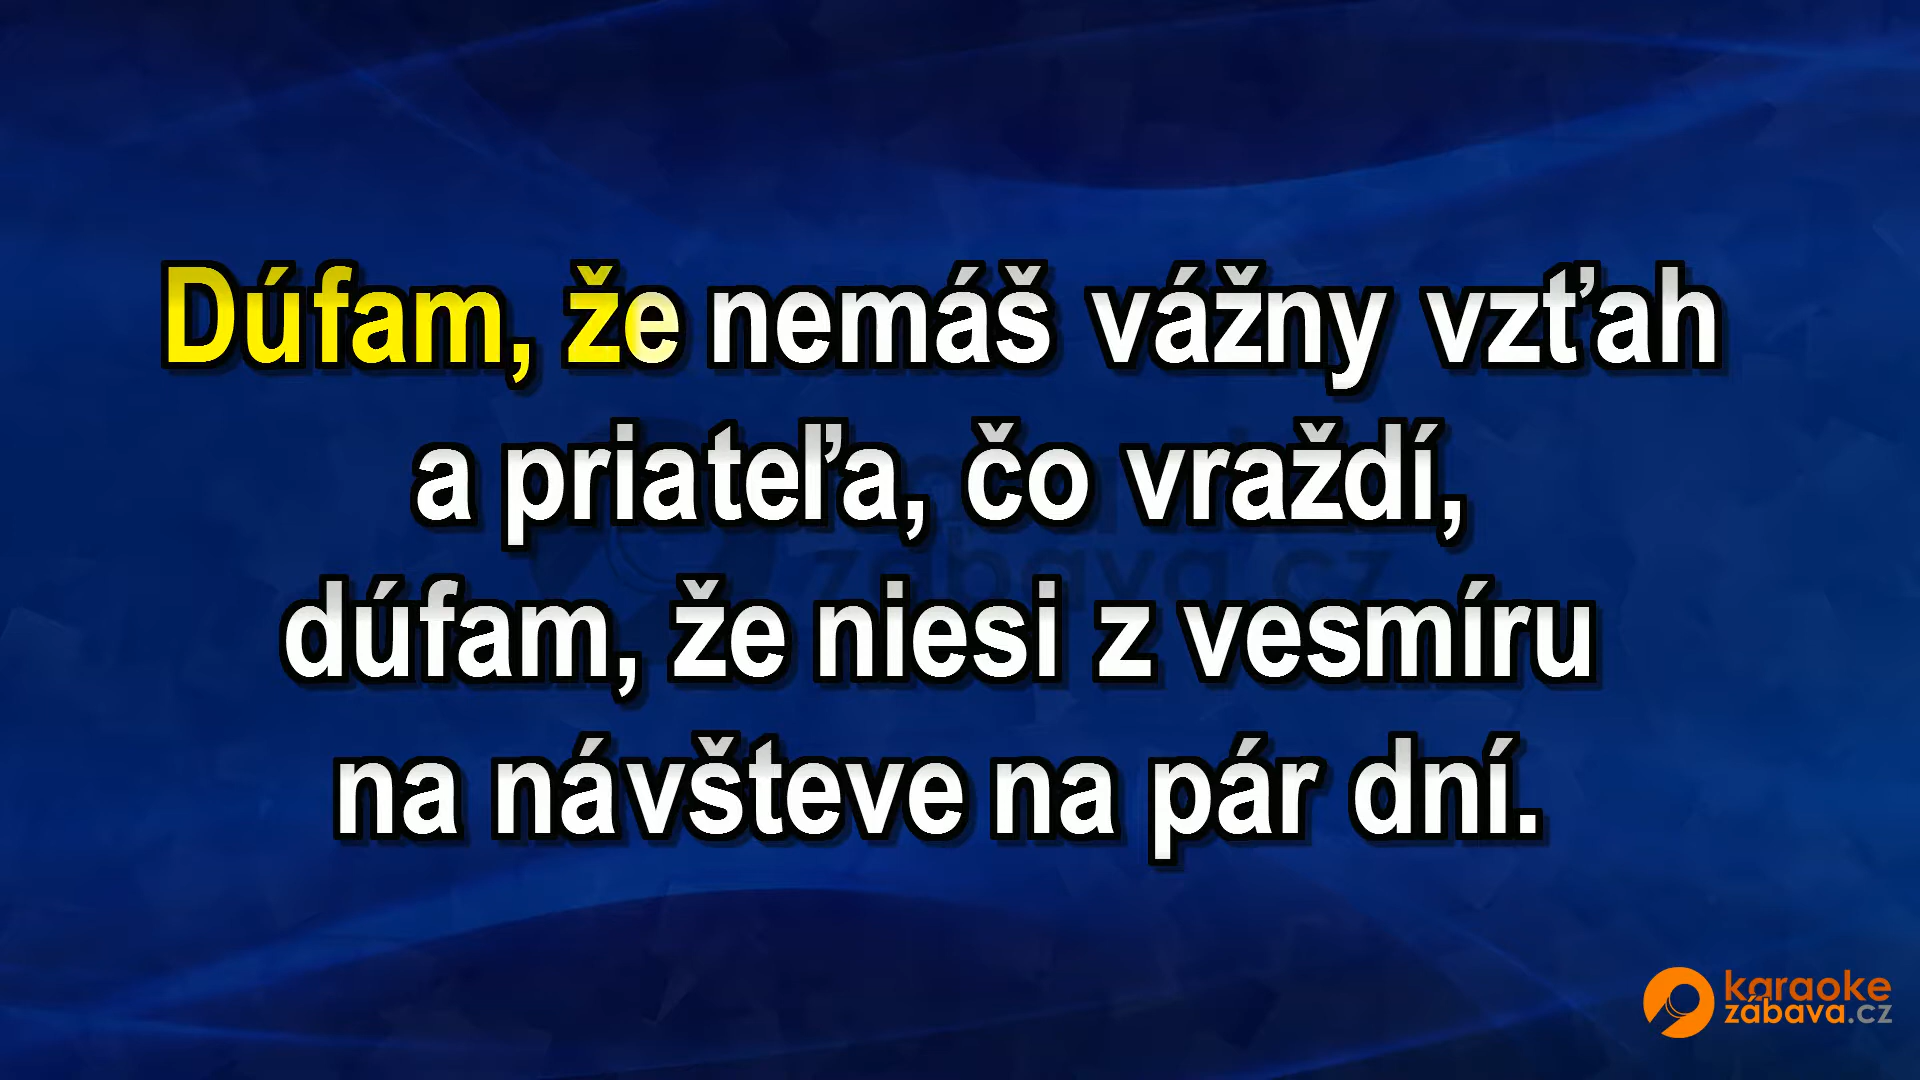 Dúfam, že nemáš vážny vzťah
a priateľa, čo vraždí,
dúfam, že niesi z vesmíru
na návšteve na pár dní.
karaoke
zábava.cz